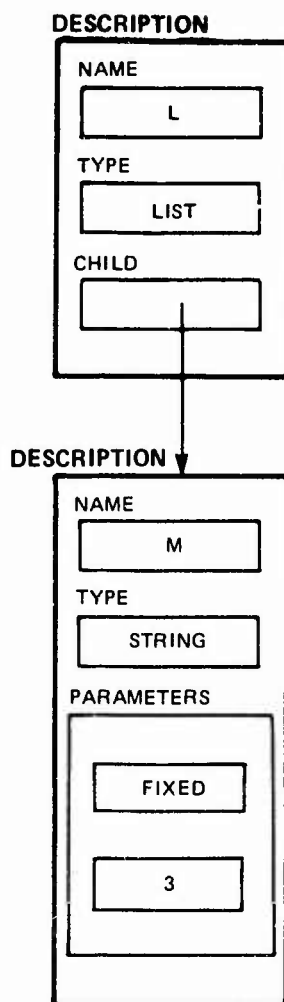 DESCRIPTION
NAME
L
TYPE
LIST
CHILD
DESCRIPTION
NAME
M
TYPE
STRING
PARAMETERS
FIXED
3